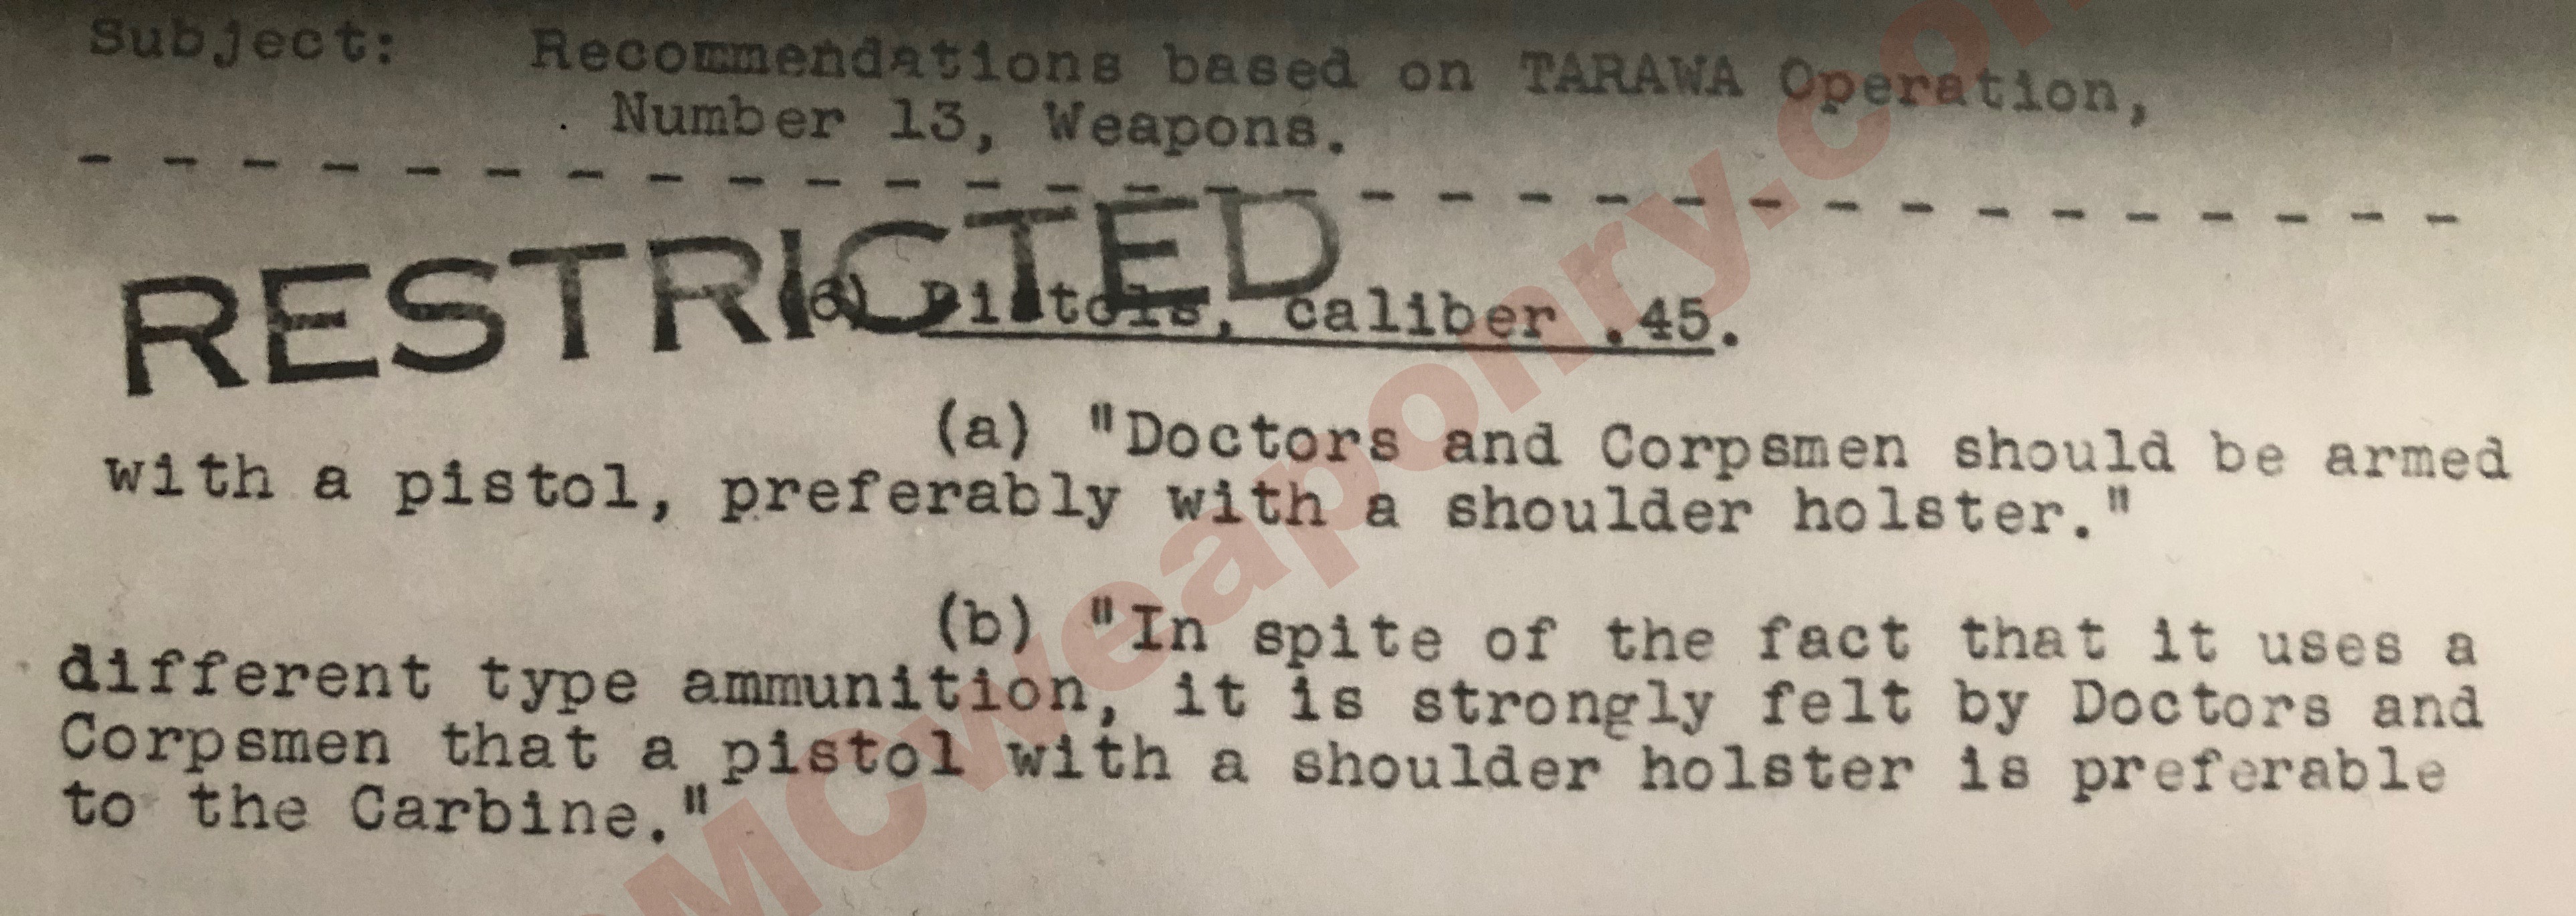 Subject: Recommendations based on TARAWA Operation,
Number 13, Weapons.
- - - - - - - - - - - - - - - - - - - - - - - - - - - - - -
RESTRICTED
(6) Pistols, caliber .45.
(a) "Doctors and Corpsmen should be armed
with a pistol, preferably with a shoulder holster."
(b) "In spite of the fact that it uses a
different type ammunition, it is strongly felt by Doctors and
Corpsmen that a pistol with a shoulder holster is preferable
to the Carbine."
MCweaponry.com